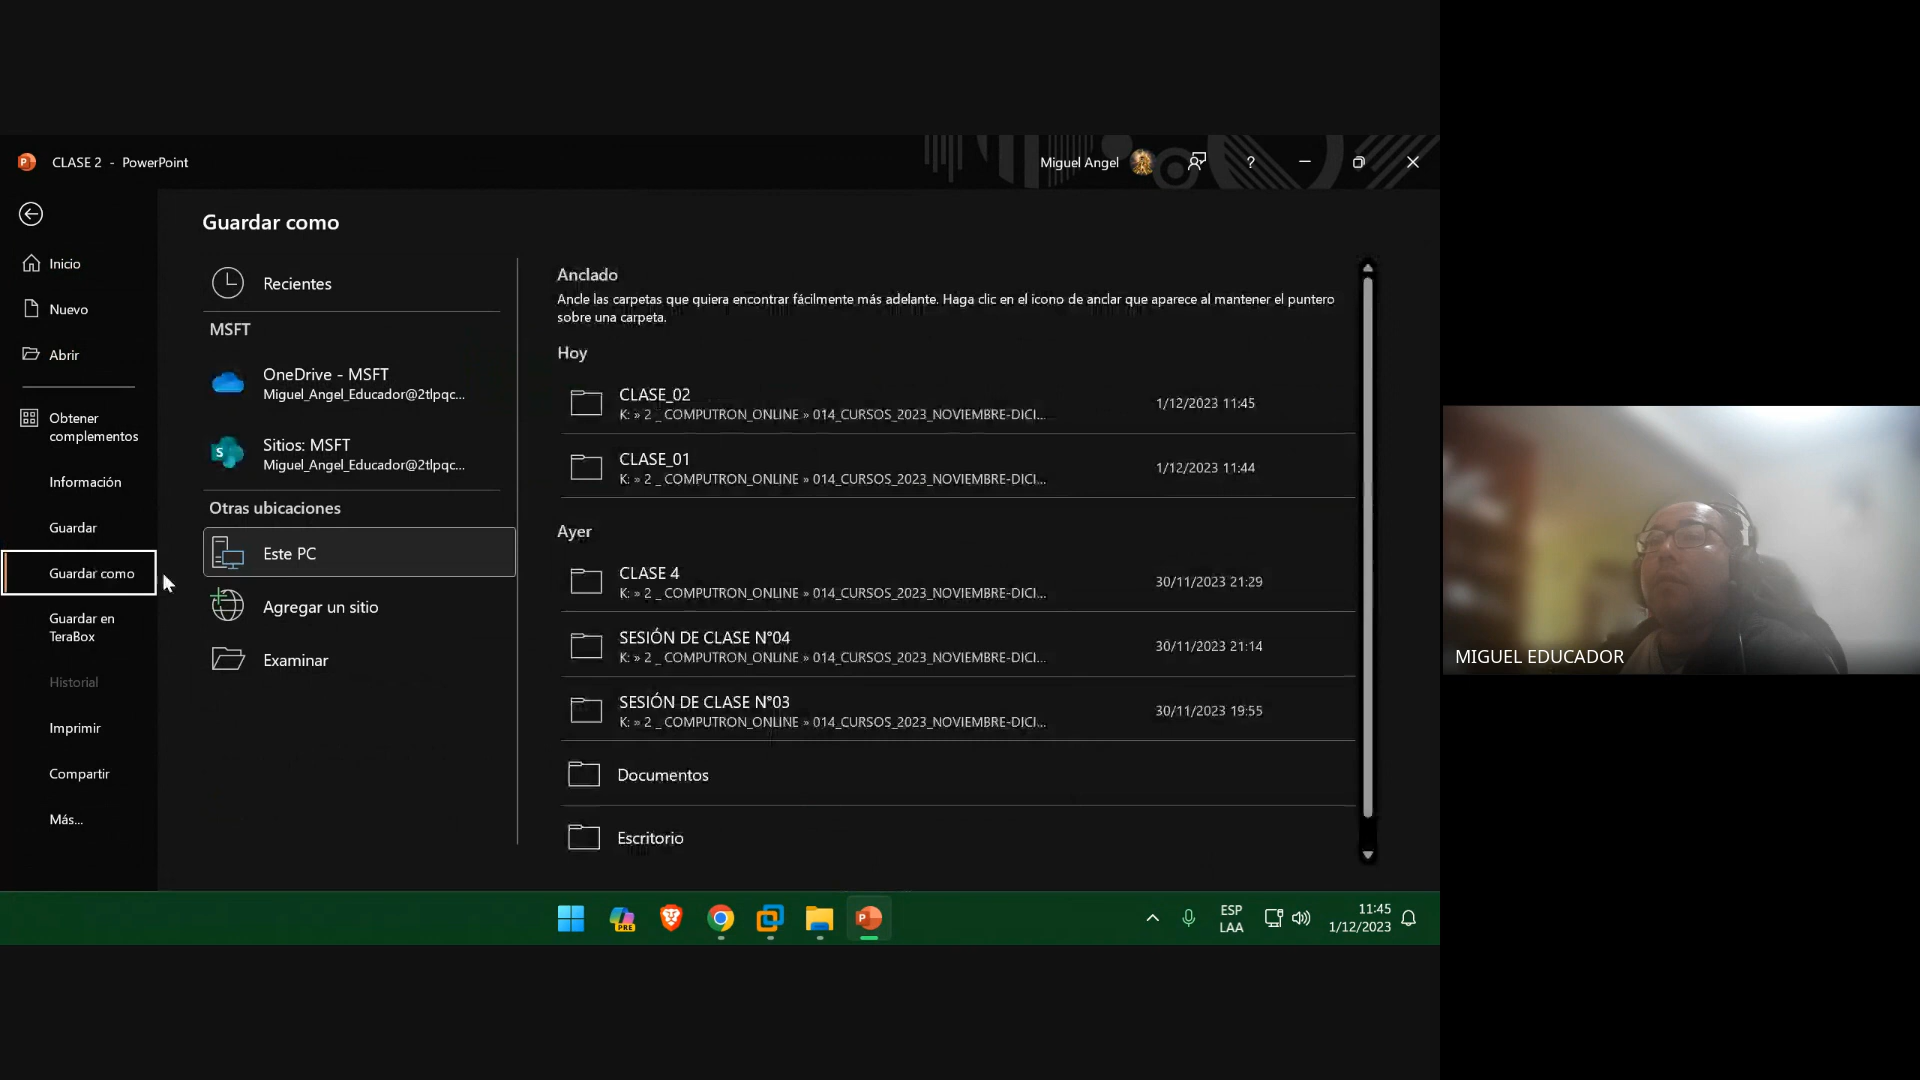 CLASE 2 - PowerPoint
Miguel Angel
?
Inicio
Nuevo
Abrir
Obtener
complementos
Información
Guardar
Guardar como
Guardar en
TeraBox
Historial
Imprimir
Compartir
Más...
Guardar como
Recientes
MSFT
OneDrive - MSFT
Miguel_Angel_Educador@2tlpqc...
Sitios: MSFT
Miguel_Angel_Educador@2tlpqc...
Otras ubicaciones
Este PC
Agregar un sitio
Examinar
Anclado
Ancle las carpetas que quiera encontrar fácilmente más adelante. Haga clic en el icono de anclar que aparece al mantener el puntero
sobre una carpeta.
Hoy
CLASE_02
K: » 2 _ COMPUTRON_ONLINE » 014_CURSOS_2023_NOVIEMBRE-DICI...
1/12/2023 11:45
CLASE_01
K: » 2 _ COMPUTRON_ONLINE » 014_CURSOS_2023_NOVIEMBRE-DICI...
1/12/2023 11:44
Ayer
CLASE 4
K: » 2 _ COMPUTRON_ONLINE » 014_CURSOS_2023_NOVIEMBRE-DICI...
30/11/2023 21:29
SESIÓN DE CLASE N°04
K: » 2 _ COMPUTRON_ONLINE » 014_CURSOS_2023_NOVIEMBRE-DICI...
30/11/2023 21:14
SESIÓN DE CLASE N°03
K: » 2 _ COMPUTRON_ONLINE » 014_CURSOS_2023_NOVIEMBRE-DICI...
30/11/2023 19:55
Documentos
Escritorio
PRE
ESP
LAA
11:45
1/12/2023
MIGUEL EDUCADOR